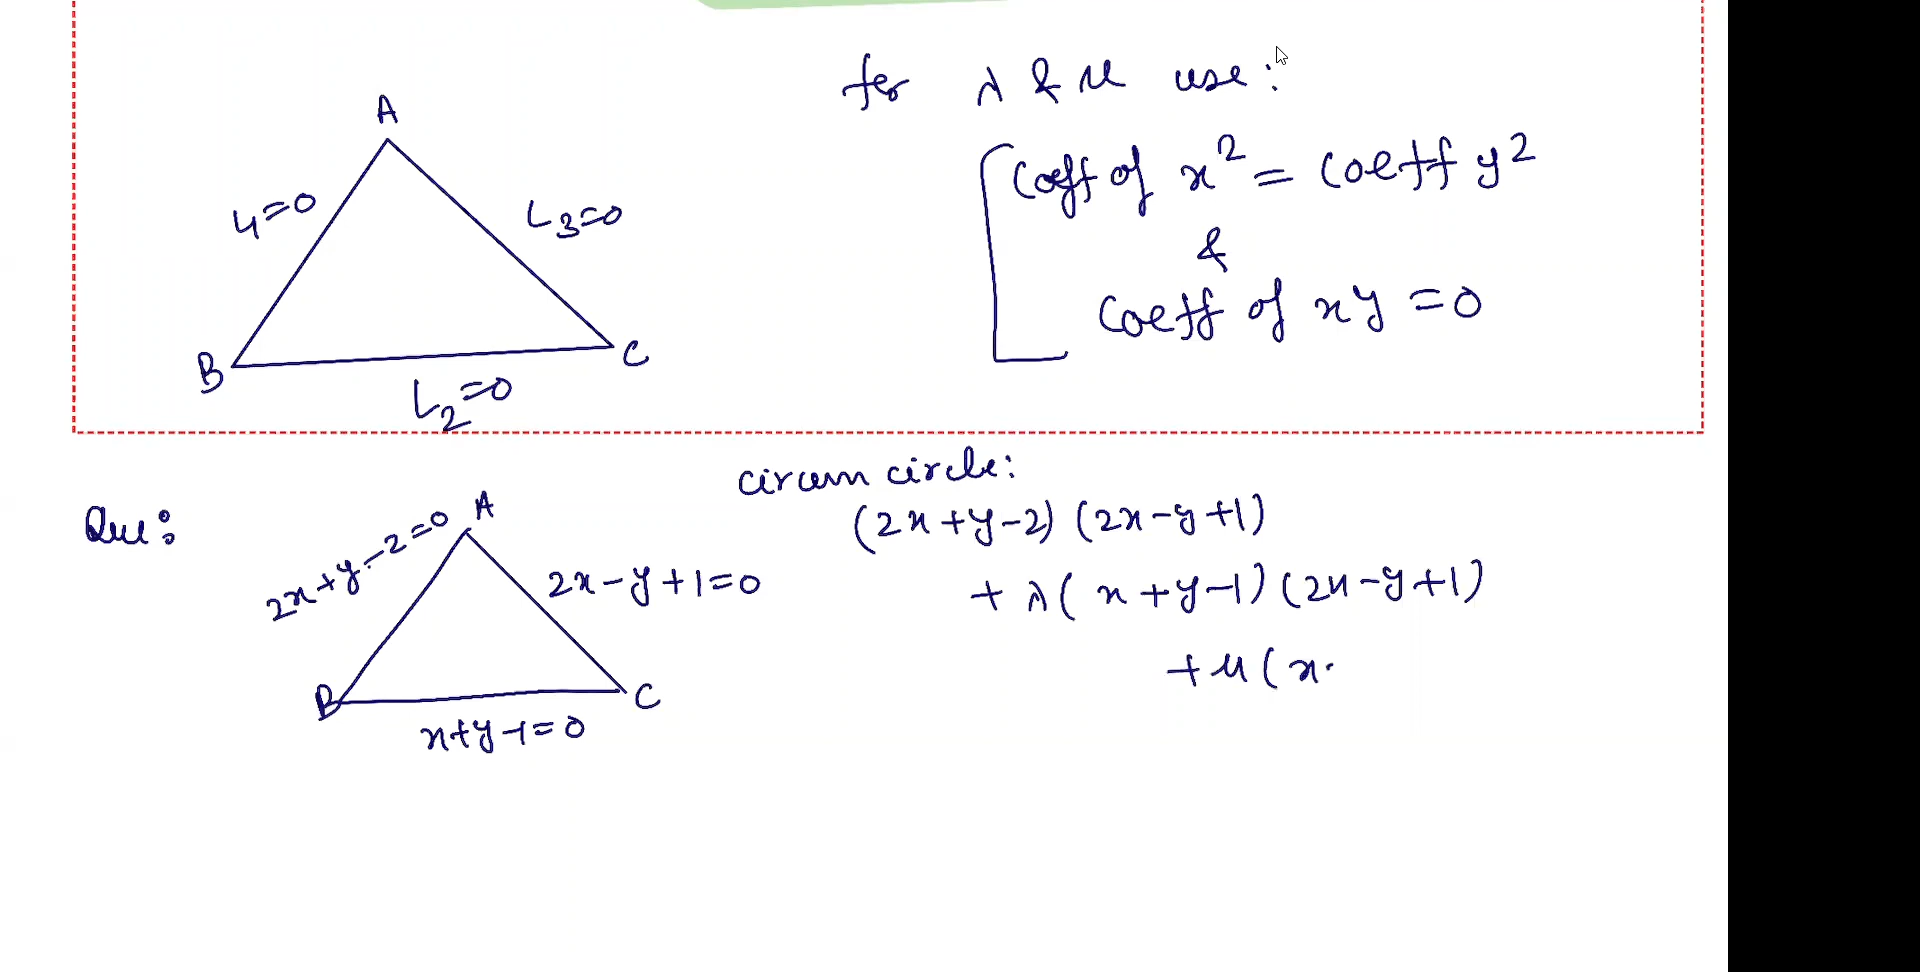 for λ & μ use :
A
L1=0
L3=0
Coff of x² = Coeff y²
&
Coeff of xy = 0
B
C
L2=0
circum circle:
Que:
A
2x+y-2=0
2x-y+1=0
B
C
x+y-1=0
(2x+y-2) (2x-y+1)
+ λ( x+y-1) (2x-y+1)
+ μ ( x.